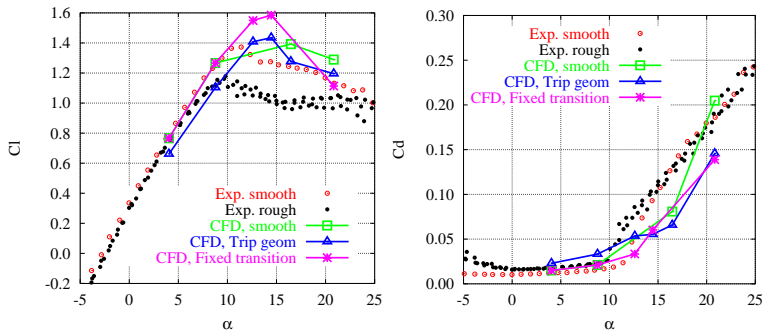 1.6
1.4
1.2
1.0
0.8
0.6
0.4
0.2
0.0
-0.2
Cl
-5 0 5 10 15 20 25
α
Exp. smooth
Exp. rough
CFD, smooth
CFD, Trip geom
CFD, Fixed transition
0.30
0.25
0.20
0.15
0.10
0.05
0.00
Cd
-5 0 5 10 15 20 25
α
Exp. smooth
Exp. rough
CFD, smooth
CFD, Trip geom
CFD, Fixed transition